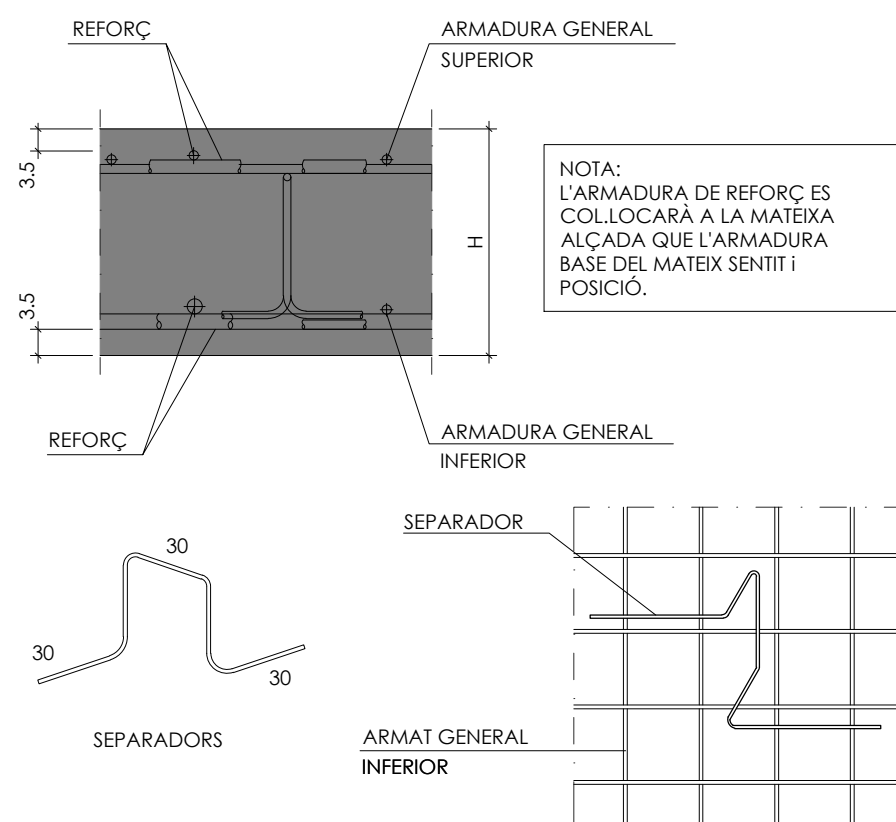 REFORÇ
ARMADURA GENERAL
SUPERIOR
3.5
3.5
H
NOTA:
L'ARMADURA DE REFORÇ ES
COL.LOCARÀ A LA MATEIXA
ALÇADA QUE L'ARMADURA
BASE DEL MATEIX SENTIT i
POSICIÓ.
REFORÇ
ARMADURA GENERAL
INFERIOR
SEPARADOR
30
30
30
SEPARADORS
ARMAT GENERAL
INFERIOR